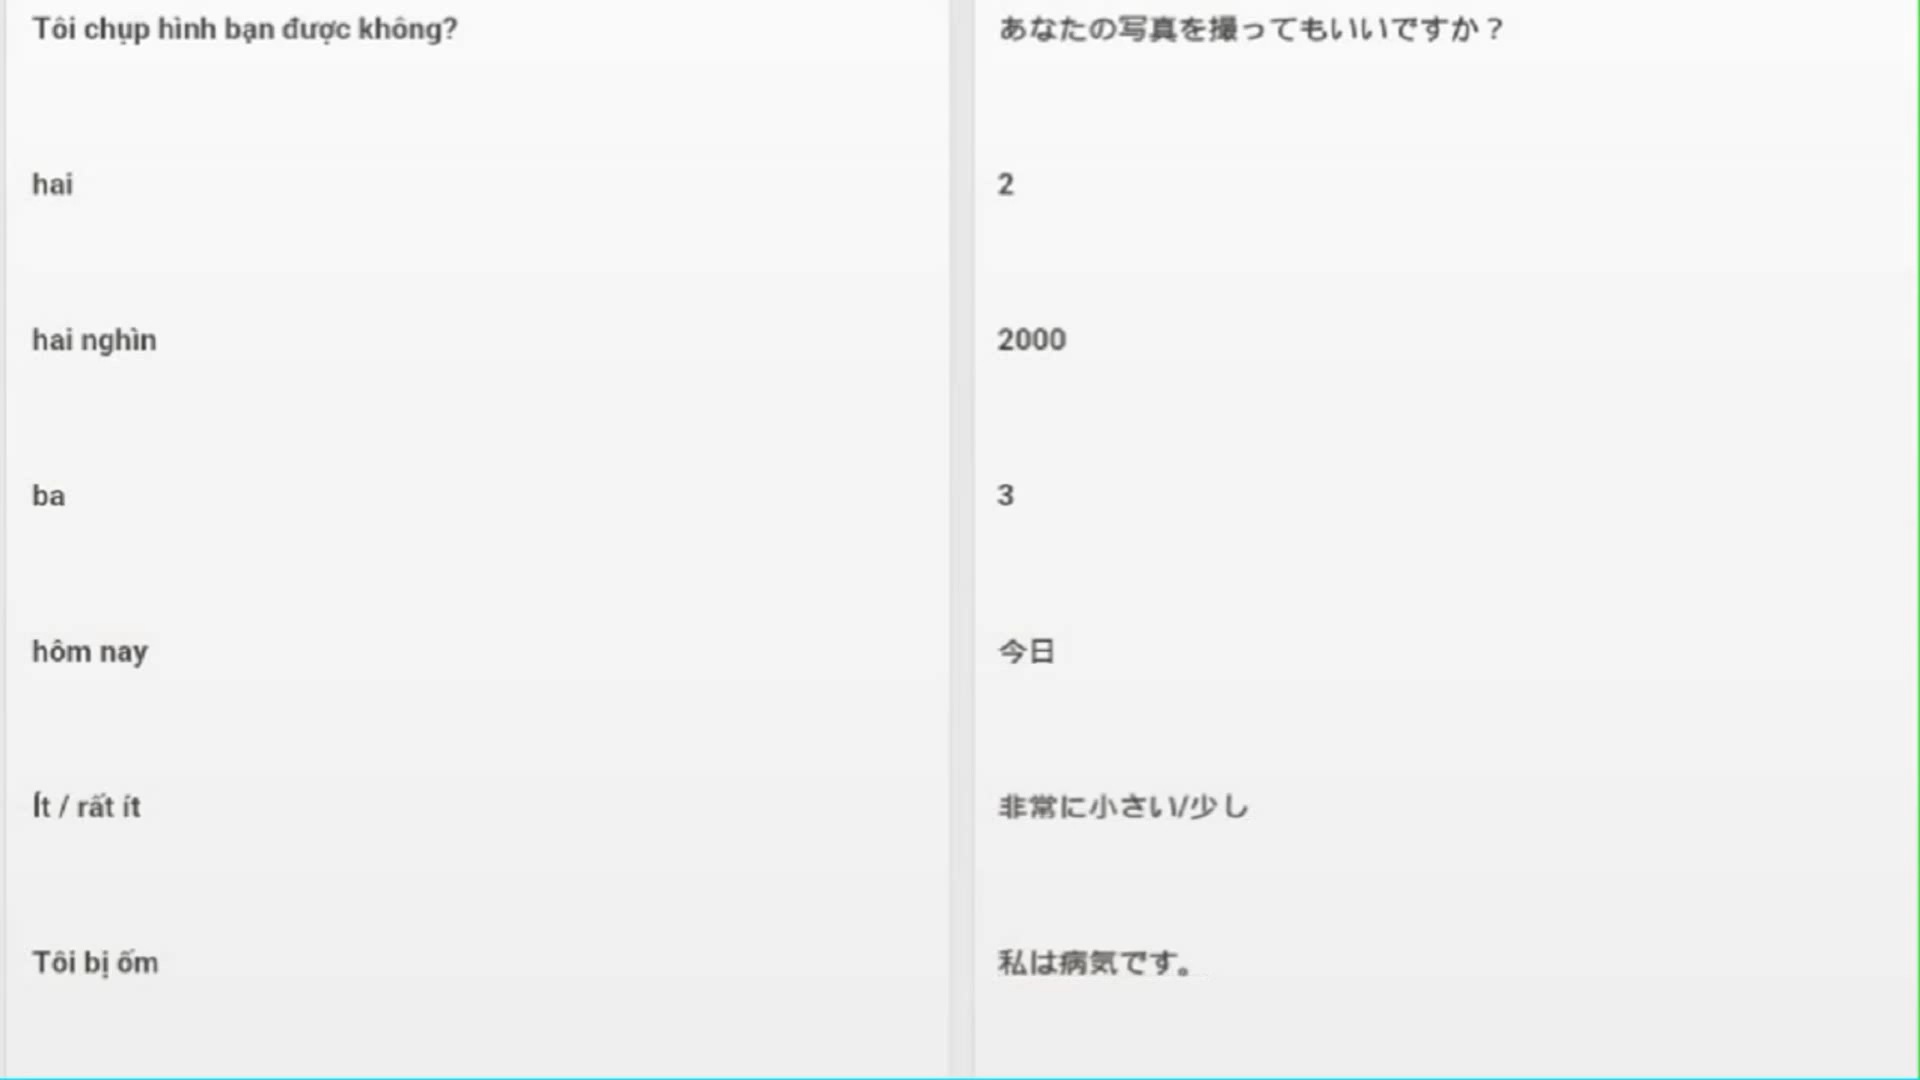 Tôi chụp hình bạn được không?
あなたの写真を撮ってもいいですか？
hai
2
hai nghìn
2000
ba
3
hôm nay
今日
Ít / rất ít
非常に小さい/少し
Tôi bị ốm
私は病気です。